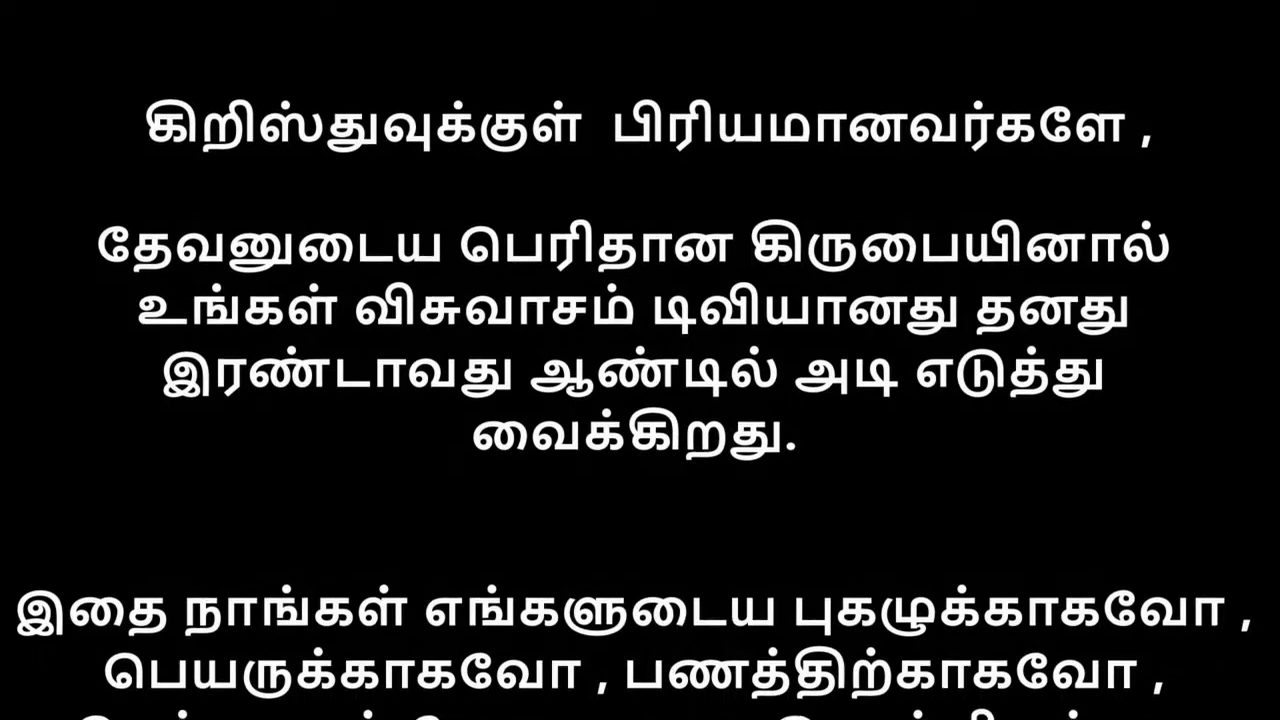 கிறிஸ்துவுக்குள் பிரியமானவர்களே ,
தேவனுடைய பெரிதான கிருபையினால்
உங்கள் விசுவாசம் டிவியானது தனது
இரண்டாவது ஆண்டில் அடி எடுத்து
வைக்கிறது.
இதை நாங்கள் எங்களுடைய புகழுக்காகவோ ,
பெயருக்காகவோ , பணத்திற்காகவோ ,